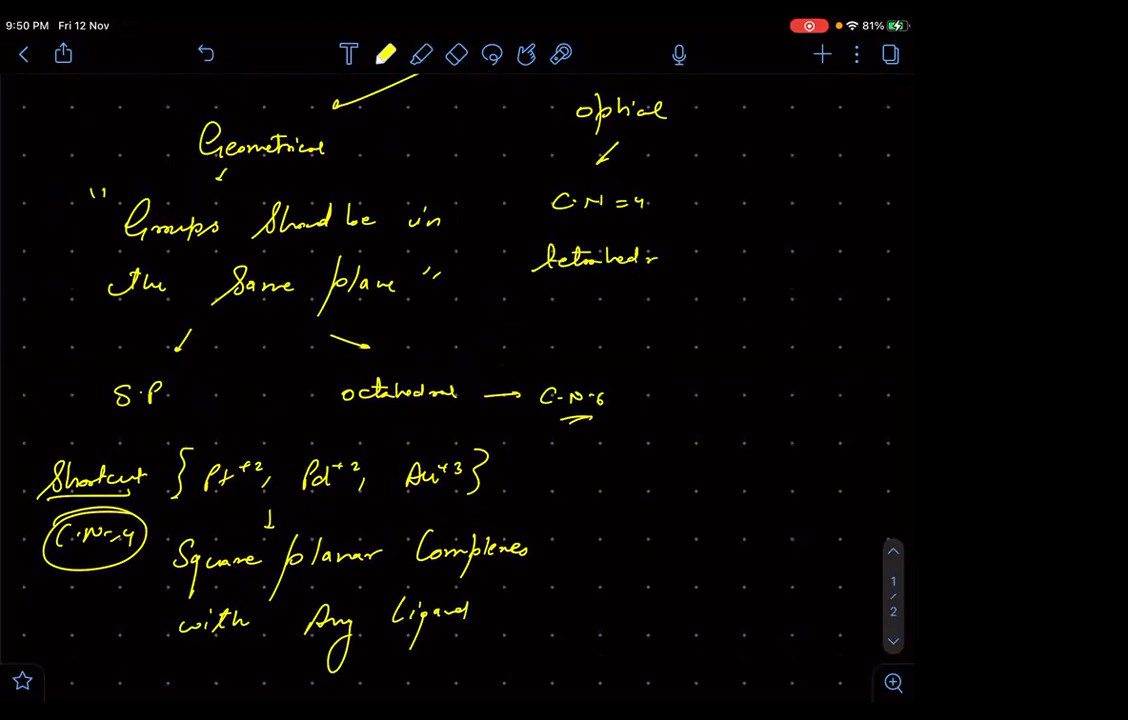 9:50 PM Fri 12 Nov
81%
T
Geometrical
"Groups Should be in
the Same plane"
S.P
octahedral → C.N=6
optical
C.N = 4
tetrahedr
Shortcut {Pt+2, Pd+2, Au+3}
C.N=4
Square planar Complexes
with Any Ligand
1
2